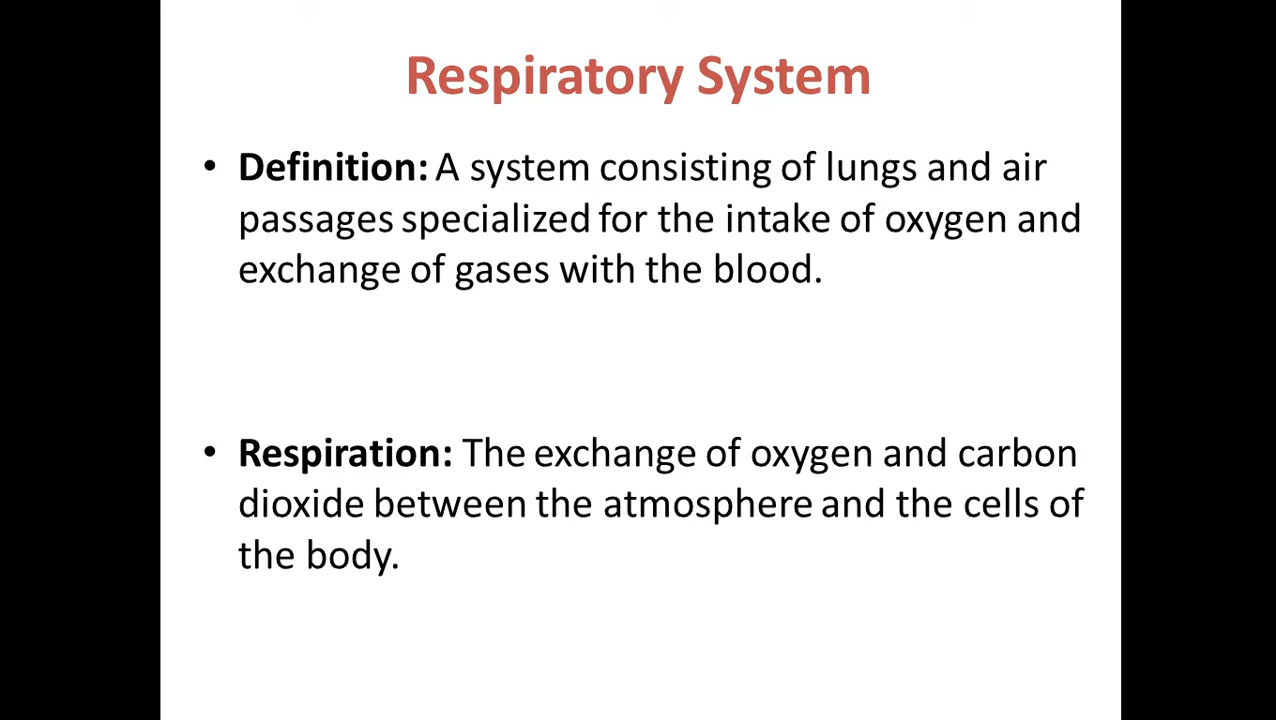 Respiratory System
• Definition: A system consisting of lungs and air
passages specialized for the intake of oxygen and
exchange of gases with the blood.
• Respiration: The exchange of oxygen and carbon
dioxide between the atmosphere and the cells of
the body.